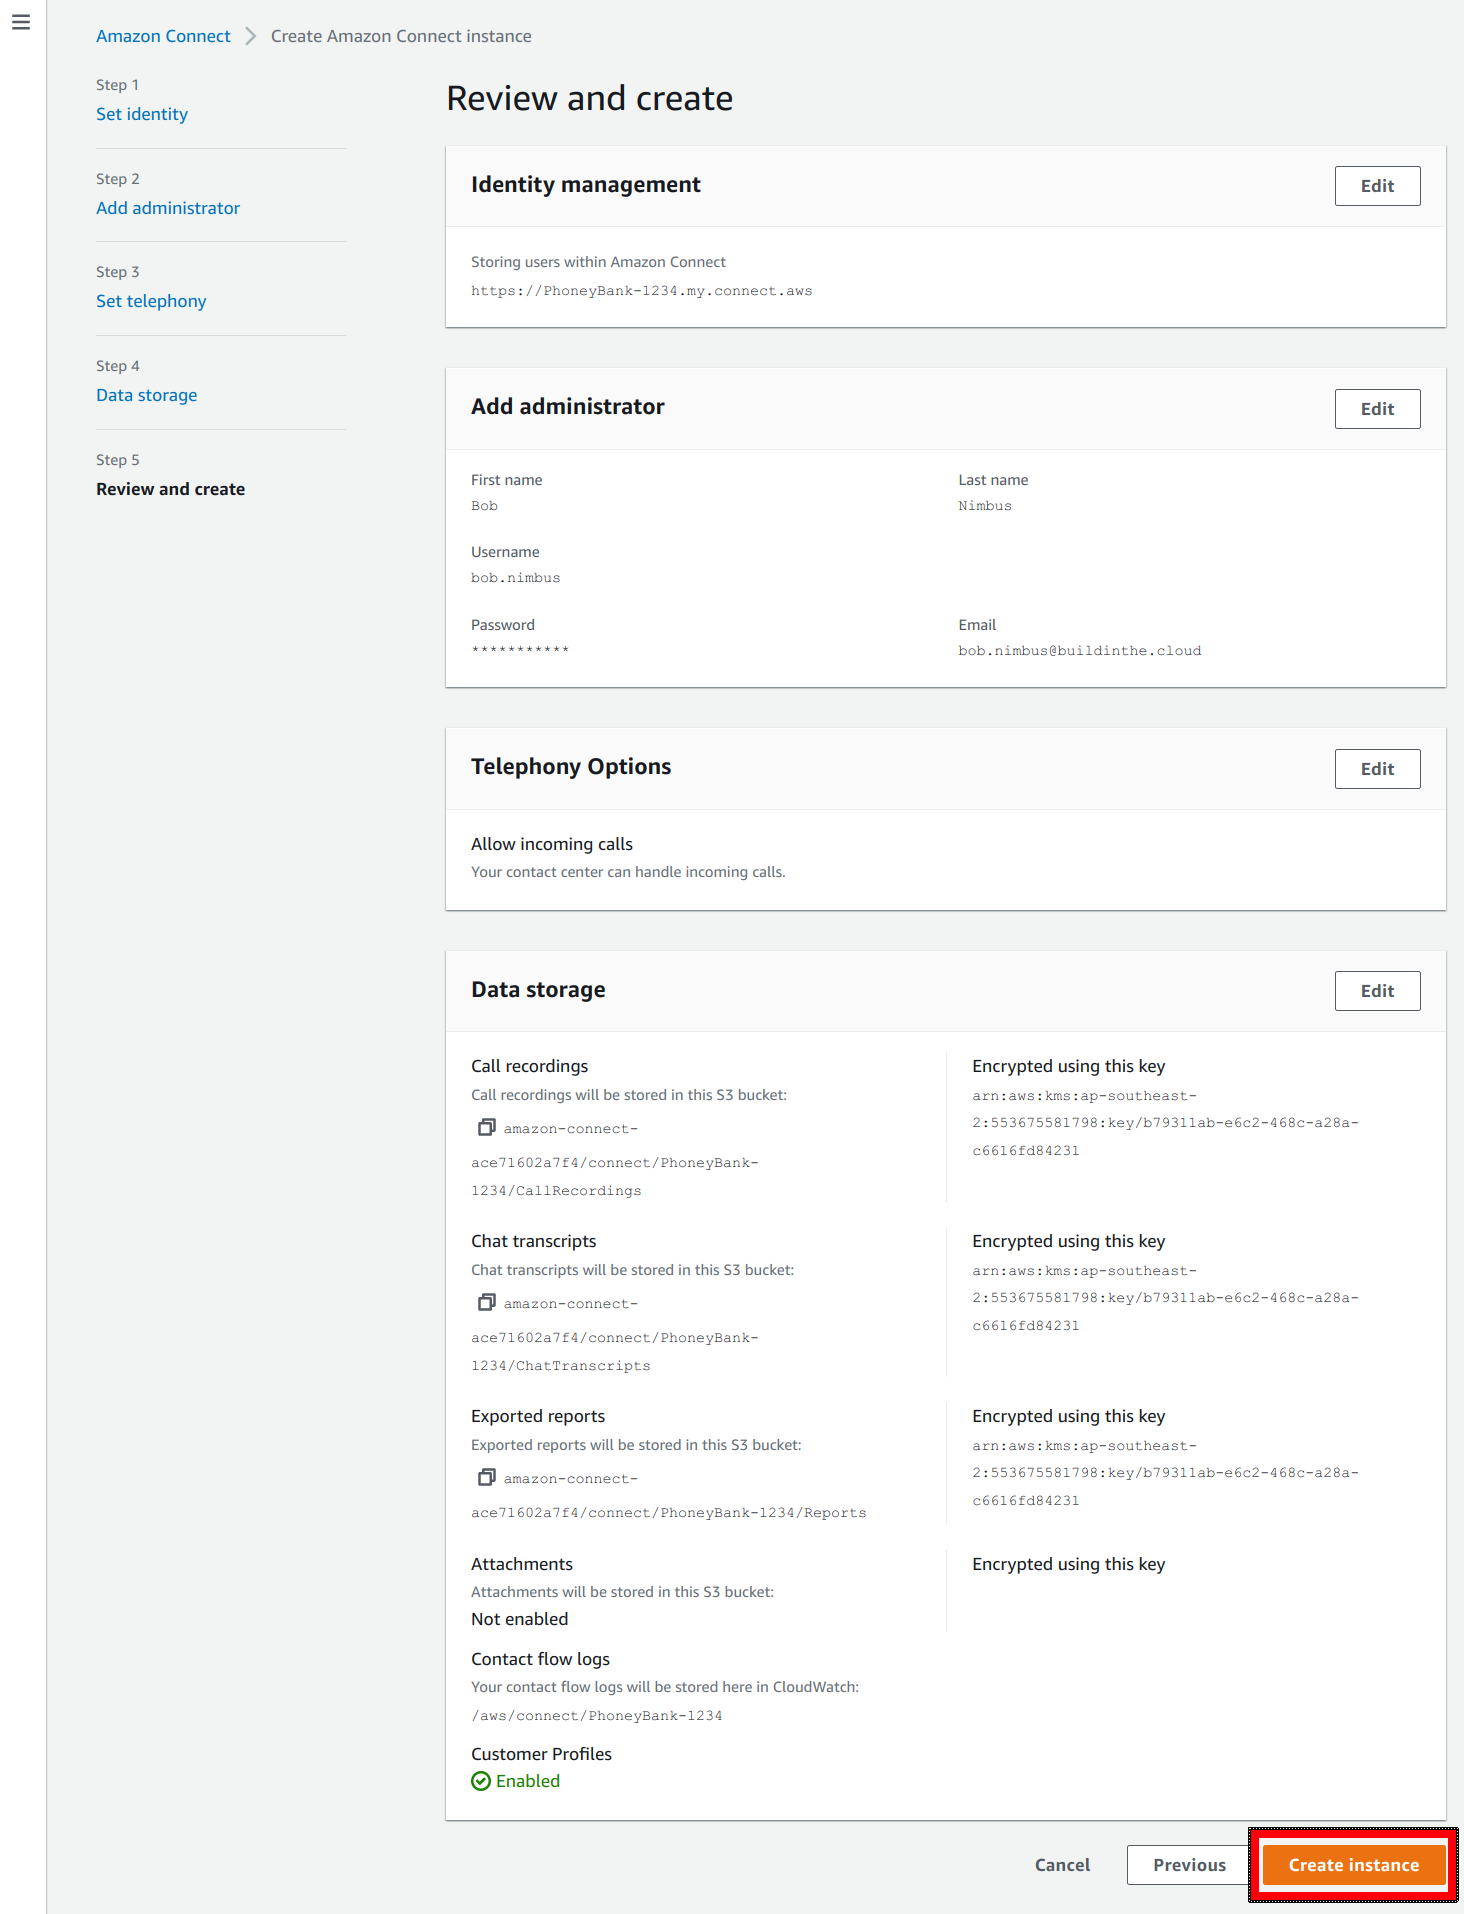 Amazon Connect
Create Amazon Connect instance
Step 1
Set identity
Step 2
Add administrator
Step 3
Set telephony
Step 4
Data storage
Step 5
Review and create
Review and create
Identity management
Edit
Storing users within Amazon Connect
https://PhoneyBank-1234.my.connect.aws
Add administrator
Edit
First name
Bob
Last name
Nimbus
Username
bob.nimbus
Password
***********
Email
bob.nimbus@buildinthe.cloud
Telephony Options
Edit
Allow incoming calls
Your contact center can handle incoming calls.
Data storage
Edit
Call recordings
Call recordings will be stored in this S3 bucket:
amazon-connect-
ace71602a7f4/connect/PhoneyBank-
1234/CallRecordings
Encrypted using this key
arn:aws:kms:ap-southeast-
2:553675581798:key/b79311ab-e6c2-468c-a28a-
c6616fd84231
Chat transcripts
Chat transcripts will be stored in this S3 bucket:
amazon-connect-
ace71602a7f4/connect/PhoneyBank-
1234/ChatTranscripts
Encrypted using this key
arn:aws:kms:ap-southeast-
2:553675581798:key/b79311ab-e6c2-468c-a28a-
c6616fd84231
Exported reports
Exported reports will be stored in this S3 bucket:
amazon-connect-
ace71602a7f4/connect/PhoneyBank-1234/Reports
Encrypted using this key
arn:aws:kms:ap-southeast-
2:553675581798:key/b79311ab-e6c2-468c-a28a-
c6616fd84231
Attachments
Attachments will be stored in this S3 bucket:
Not enabled
Encrypted using this key
Contact flow logs
Your contact flow logs will be stored here in CloudWatch:
/aws/connect/PhoneyBank-1234
Customer Profiles
Enabled
Cancel
Previous
Create instance